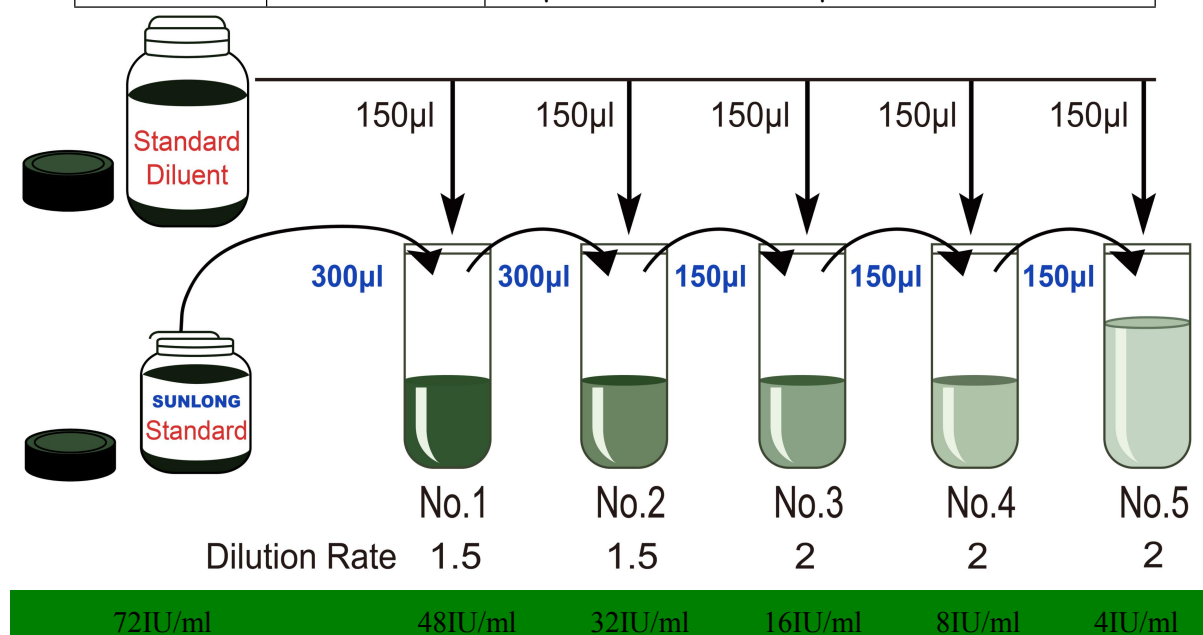 150µl 150µl 150µl 150µl 150µl
Standard
Diluent
300µl 300µl 150µl 150µl 150µl
SUNLONG
Standard
No.1 No.2 No.3 No.4 No.5
Dilution Rate 1.5 1.5 2 2 2
72IU/ml 48IU/ml 32IU/ml 16IU/ml 8IU/ml 4IU/ml